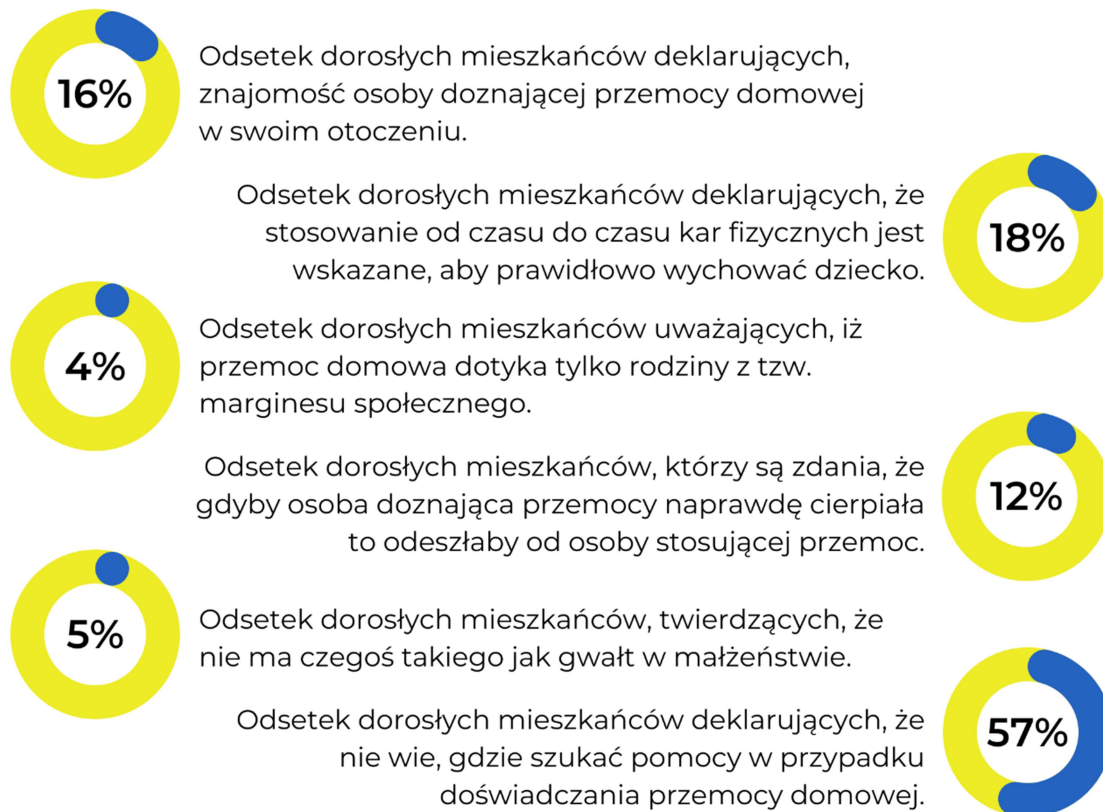 16%
Odsetek dorosłych mieszkańców deklarujących,
znajomość osoby doznającej przemocy domowej
w swoim otoczeniu.
Odsetek dorosłych mieszkańców deklarujących, że
stosowanie od czasu do czasu kar fizycznych jest
wskazane, aby prawidłowo wychować dziecko.
18%
4%
Odsetek dorosłych mieszkańców uważających, iż
przemoc domowa dotyka tylko rodziny z tzw.
marginesu społecznego.
Odsetek dorosłych mieszkańców, którzy są zdania, że
gdyby osoba doznająca przemocy naprawdę cierpiała
to odeszłaby od osoby stosującej przemoc.
12%
5%
Odsetek dorosłych mieszkańców, twierdzących, że
nie ma czegoś takiego jak gwałt w małżeństwie.
Odsetek dorosłych mieszkańców deklarujących, że
nie wie, gdzie szukać pomocy w przypadku
doświadczania przemocy domowej.
57%